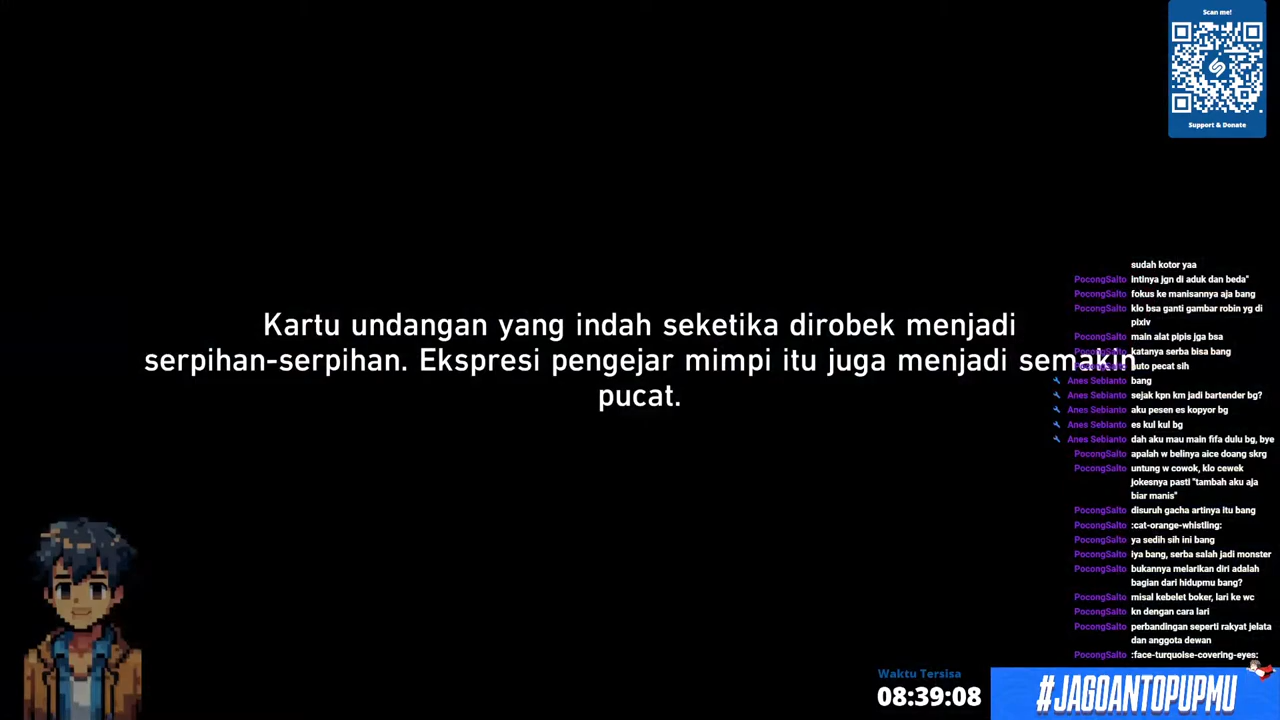 Scan me!
Support & Donate
Kartu undangan yang indah seketika dirobek menjadi
serpihan-serpihan. Ekspresi pengejar mimpi itu juga menjadi semakin
pucat.
sudah kotor yaa
PocongSalto intinya jgn di aduk dan beda"
PocongSalto fokus ke manisannya aja bang
PocongSalto klo bsa ganti gambar robin yg di
pixiv
PocongSalto main alat pipis jga bsa
PocongSalto katanya serba bisa bang
PocongSalto auto pecat sih
Anes Sebianto bang
Anes Sebianto sejak kpn km jadi bartender bg?
Anes Sebianto aku pesen es kopyor bg
Anes Sebianto es kul kul bg
Anes Sebianto dah aku mau main fifa dulu bg, bye
PocongSalto apalah w belinya aice doang skrg
PocongSalto untung w cowok, klo cewek
jokesnya pasti "tambah aku aja
biar manis"
PocongSalto disuruh gacha artinya itu bang
PocongSalto :cat-orange-whistling:
PocongSalto ya sedih sih ini bang
PocongSalto iya bang, serba salah jadi monster
PocongSalto bukannya melarikan diri adalah
bagian dari hidupmu bang?
PocongSalto misal kebelet boker, lari ke wc
PocongSalto kn dengan cara lari
PocongSalto perbandingan seperti rakyat jelata
dan anggota dewan
PocongSalto :face-turquoise-covering-eyes:
Waktu Tersisa
08:39:08
#JAGOANTOPUPMU